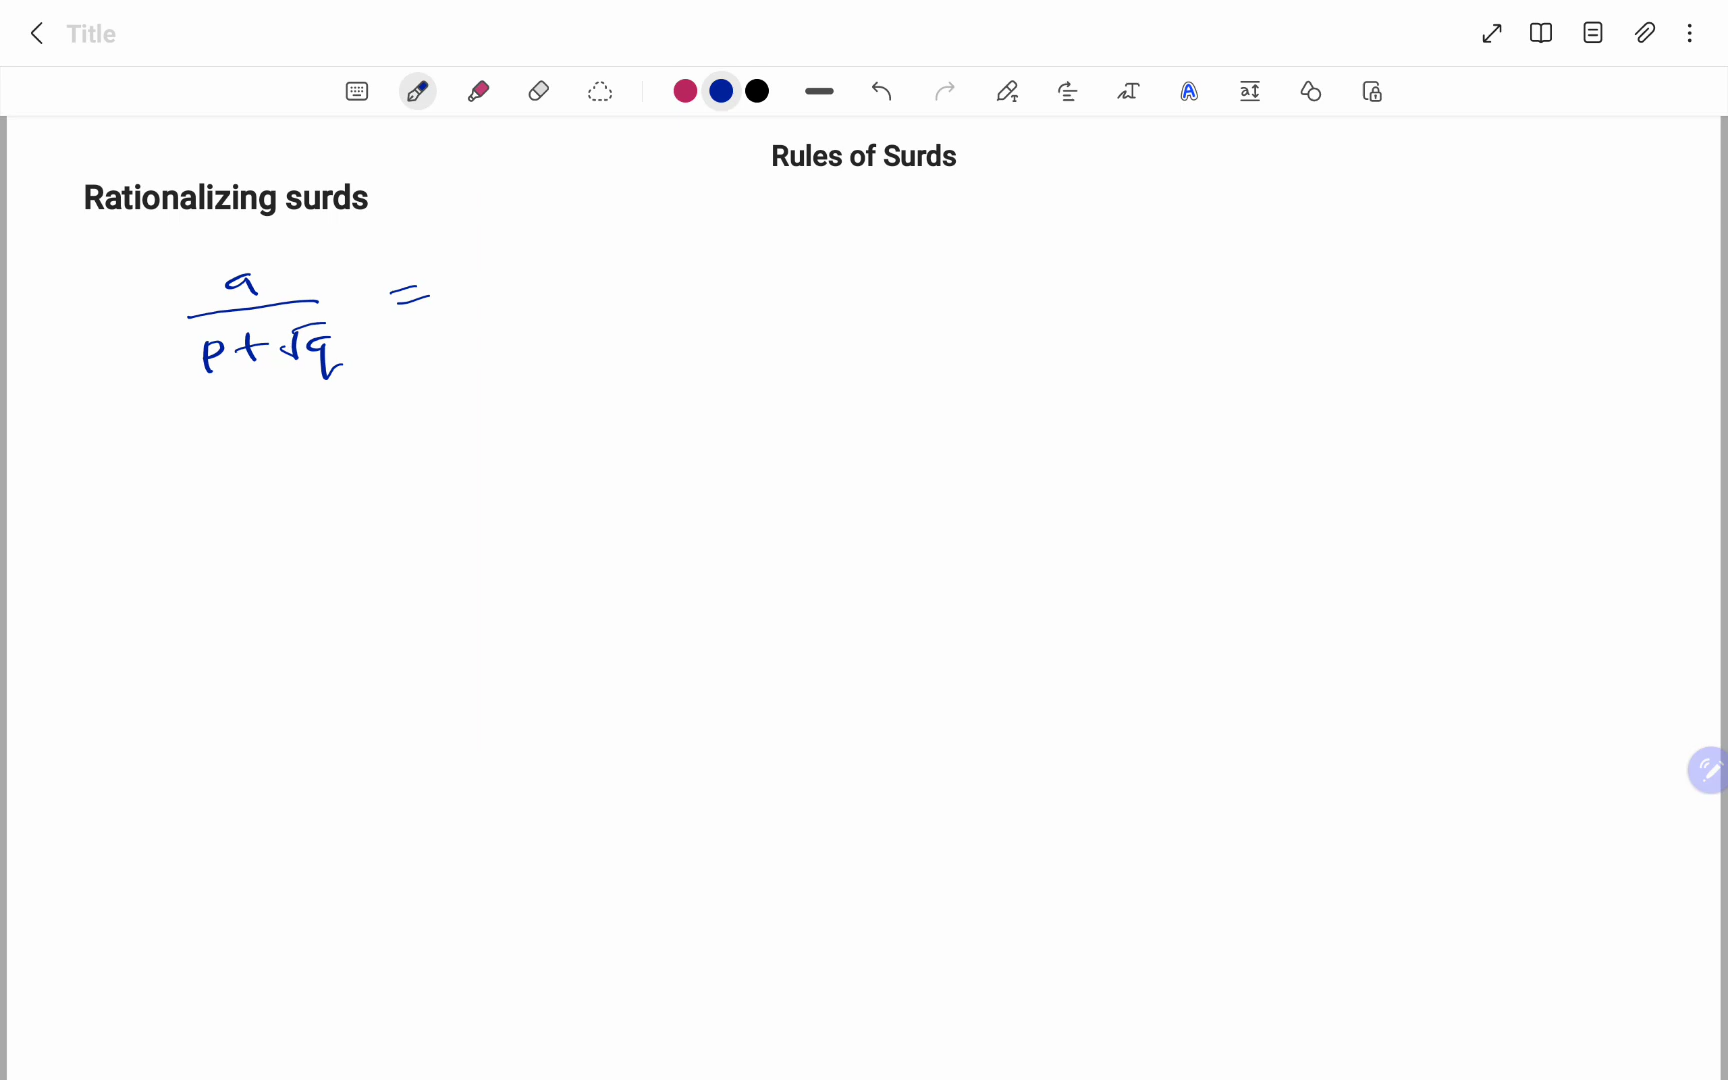 Title
Rules of Surds
Rationalizing surds
a
p + √q
=